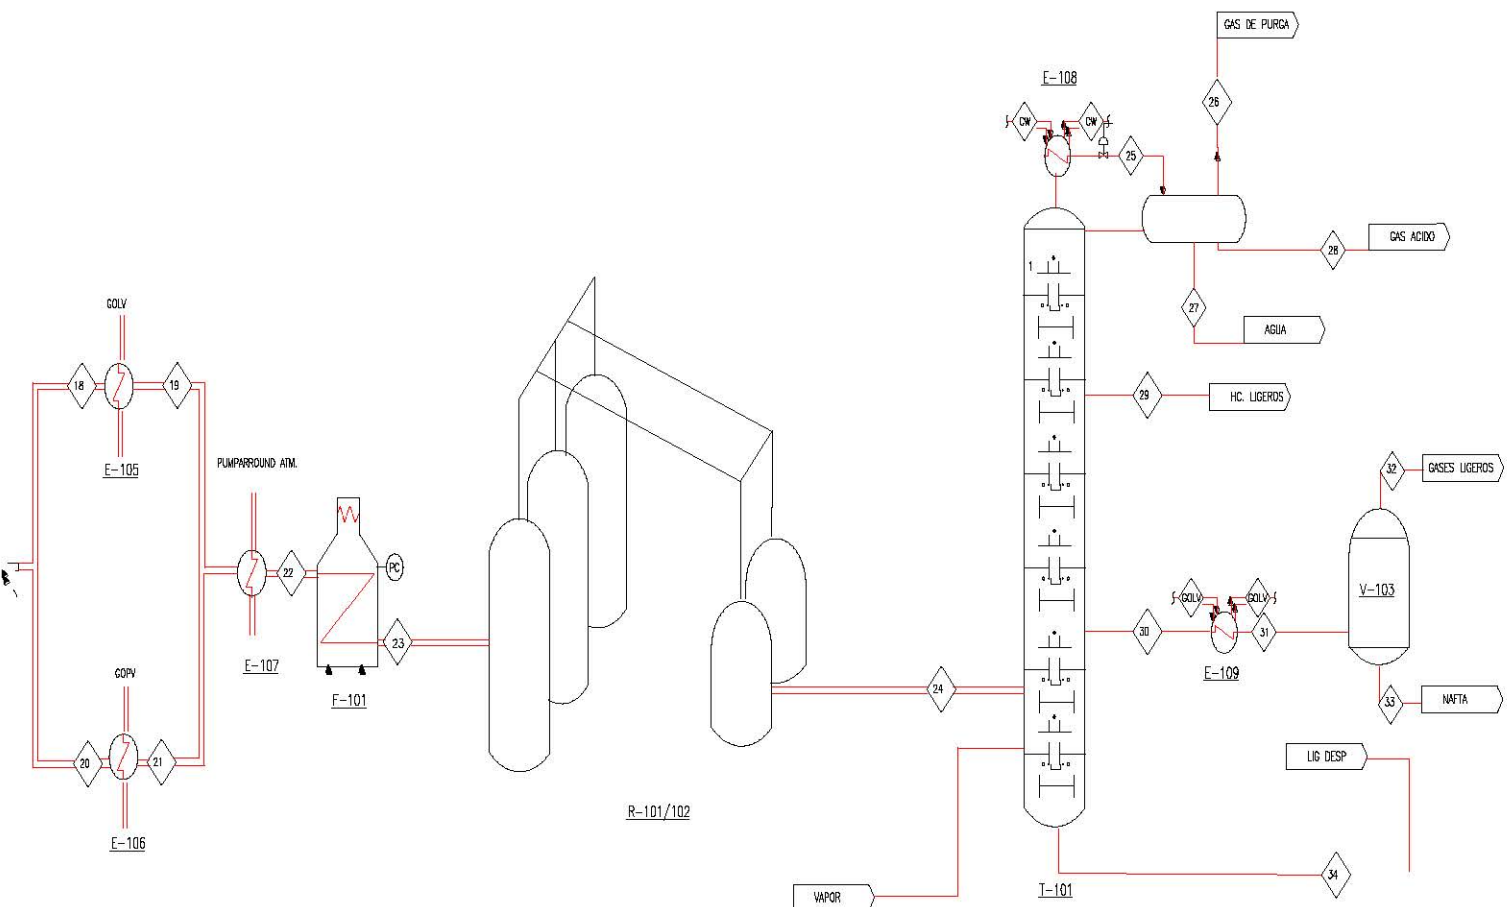 GAS DE PURGA
E-108
26
CW
CW
25
GAS ACIDO
28
1
27
AGUA
GOLV
18
19
29
HC. LIGEROS
E-105
PUMPARROUND ATM.
32
GASES LIGEROS
PC
22
V-103
GOLV
GOLV
23
30
31
E-107
GOPV
F-101
E-109
24
33
NAFTA
20
21
LIG DESP
R-101/102
E-106
34
T-101
VAPOR